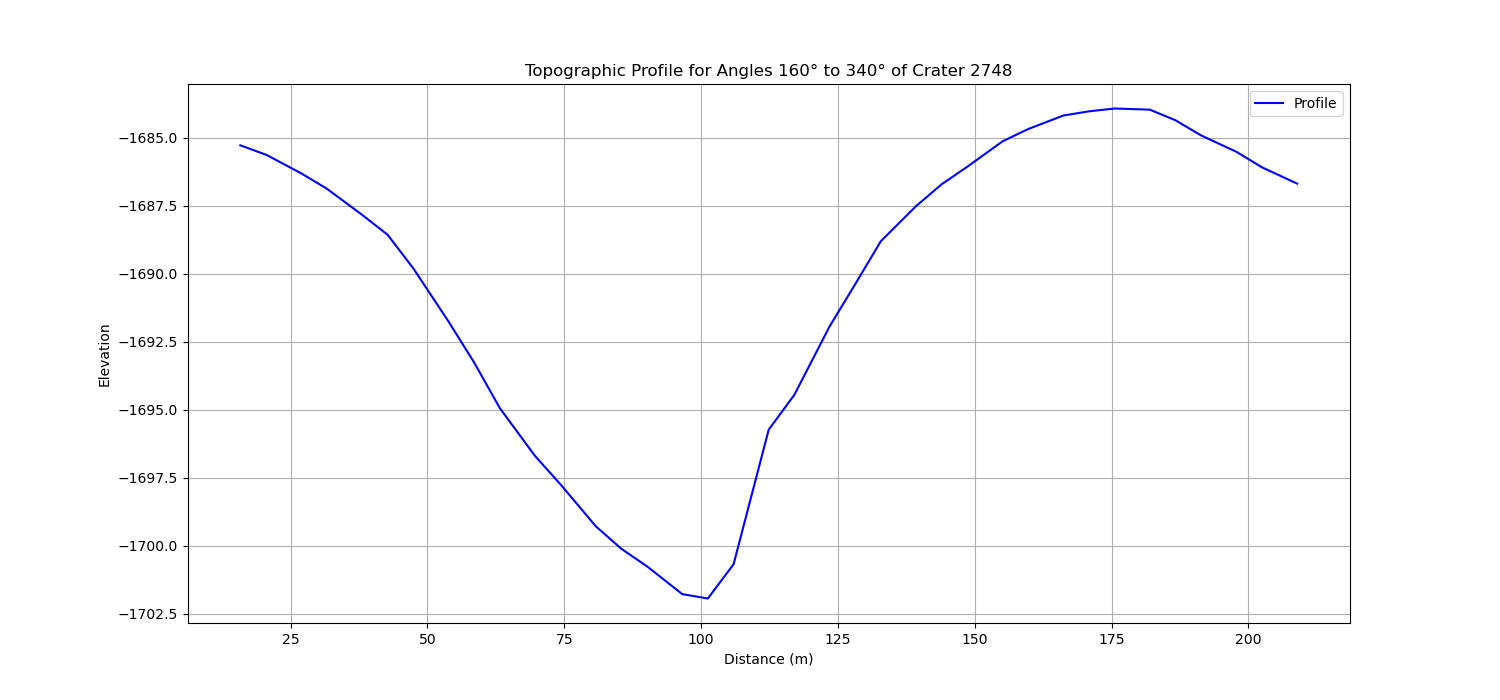 Topographic Profile for Angles 160° to 340° of Crater 2748
Profile
−1685.0
−1687.5
−1690.0
−1692.5
−1695.0
−1697.5
−1700.0
−1702.5
Elevation
25 50 75 100 125 150 175 200
Distance (m)